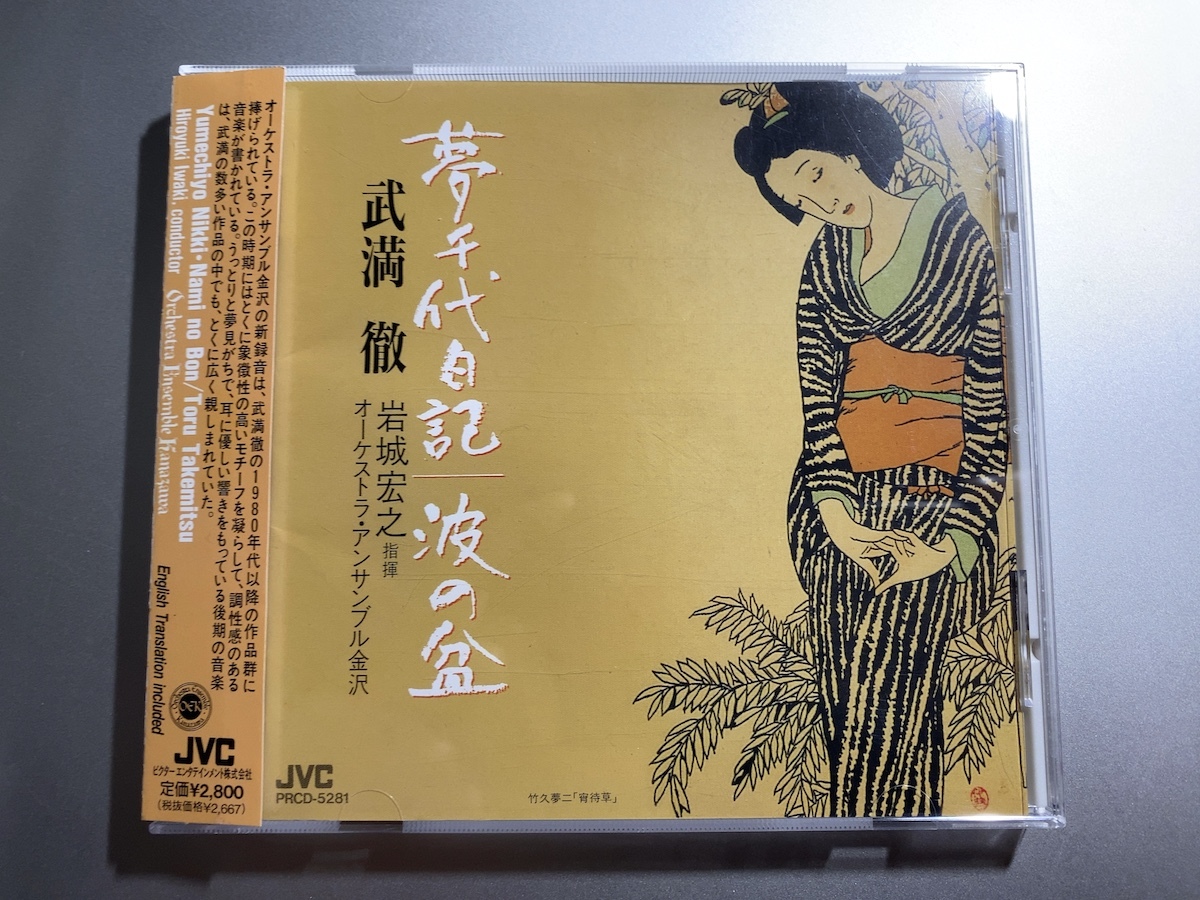 オーケストラ・アンサンブル金沢の新録音は、武満徹の1980年代以降の作品群に
捧げられている。この時期にはとくに象徴性の高いモチーフを凝らして、調性感のある
音楽が書かれている。うっとりと夢見がちで、耳に優しい響きをもっている後期の音楽
は、武満の数多い作品の中でも、とくに広く親しまれていた。
Yumechiyo Nikki・Nami no Bon/Toru Takemitsu
Hiroyuki Iwaki, conductor Orchestra Ensemble Kanazawa
English Translation included
OEK
JVC
ビクターエンタテインメント株式会社
定価¥2,800
(税抜価格¥2,667)
夢千代日記|波の盆
武満 徹
岩城宏之 指揮
オーケストラ・アンサンブル金沢
JVC
PRCD-5281
竹久夢二「宵待草」